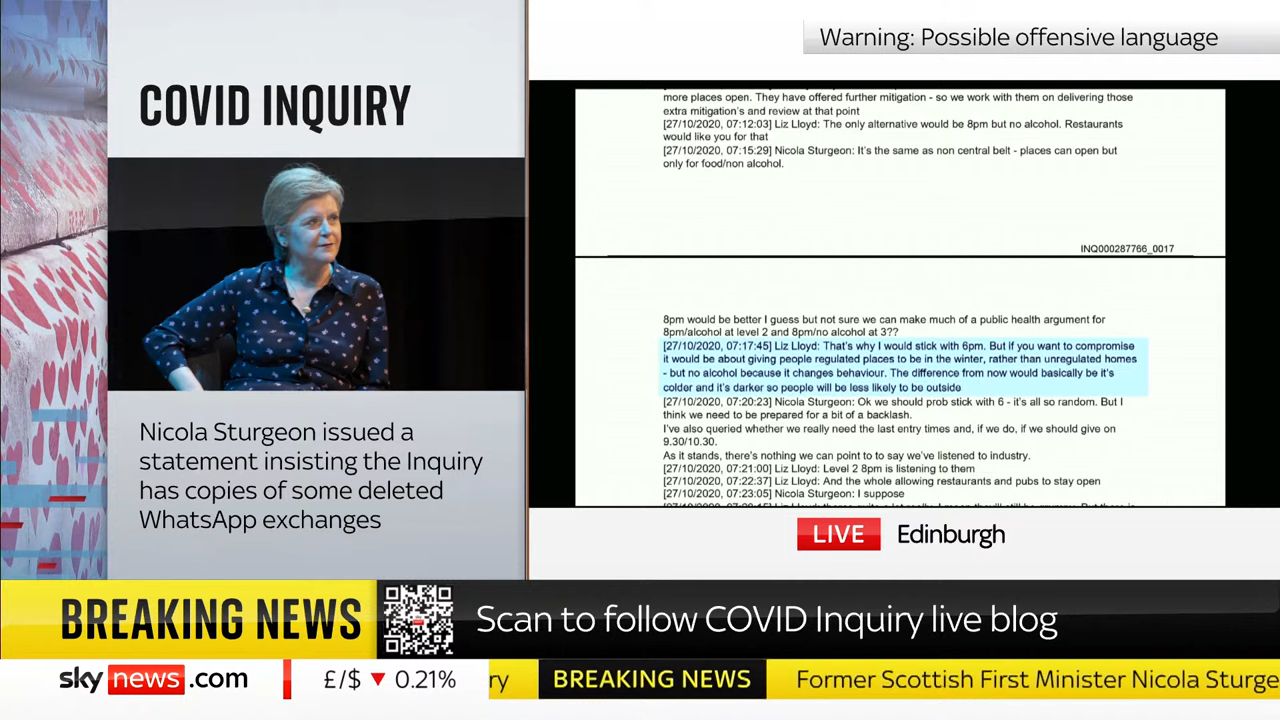 Warning: Possible offensive language
COVID INQUIRY
Nicola Sturgeon issued a
statement insisting the Inquiry
has copies of some deleted
WhatsApp exchanges
more places open. They have offered further mitigation - so we work with them on delivering those
extra mitigation's and review at that point
[27/10/2020, 07:12:03] Liz Lloyd: The only alternative would be 8pm but no alcohol. Restaurants
would like you for that
[27/10/2020, 07:15:29] Nicola Sturgeon: It's the same as non central belt - places can open but
only for food/non alcohol.
INQ000287766_0017
8pm would be better I guess but not sure we can make much of a public health argument for
8pm/alcohol at level 2 and 8pm/no alcohol at 3??
[27/10/2020, 07:17:45] Liz Lloyd: That's why I would stick with 6pm. But if you want to compromise
it would be about giving people regulated places to be in the winter, rather than unregulated homes
- but no alcohol because it changes behaviour. The difference from now would basically be it's
colder and it's darker so people will be less likely to be outside
[27/10/2020, 07:20:23] Nicola Sturgeon: Ok we should prob stick with 6 - it's all so random. But I
think we need to be prepared for a bit of a backlash.
I've also queried whether we really need the last entry times and, if we do, if we should give on
9.30/10.30.
As it stands, there's nothing we can point to to say we've listened to industry.
[27/10/2020, 07:21:00] Liz Lloyd: Level 2 8pm is listening to them
[27/10/2020, 07:22:37] Liz Lloyd: And the whole allowing restaurants and pubs to stay open
[27/10/2020, 07:23:05] Nicola Sturgeon: I suppose
LIVE Edinburgh
BREAKING NEWS
Scan to follow COVID Inquiry live blog
sky news.com £/$ ▼ 0.21% ry BREAKING NEWS Former Scottish First Minister Nicola Sturge